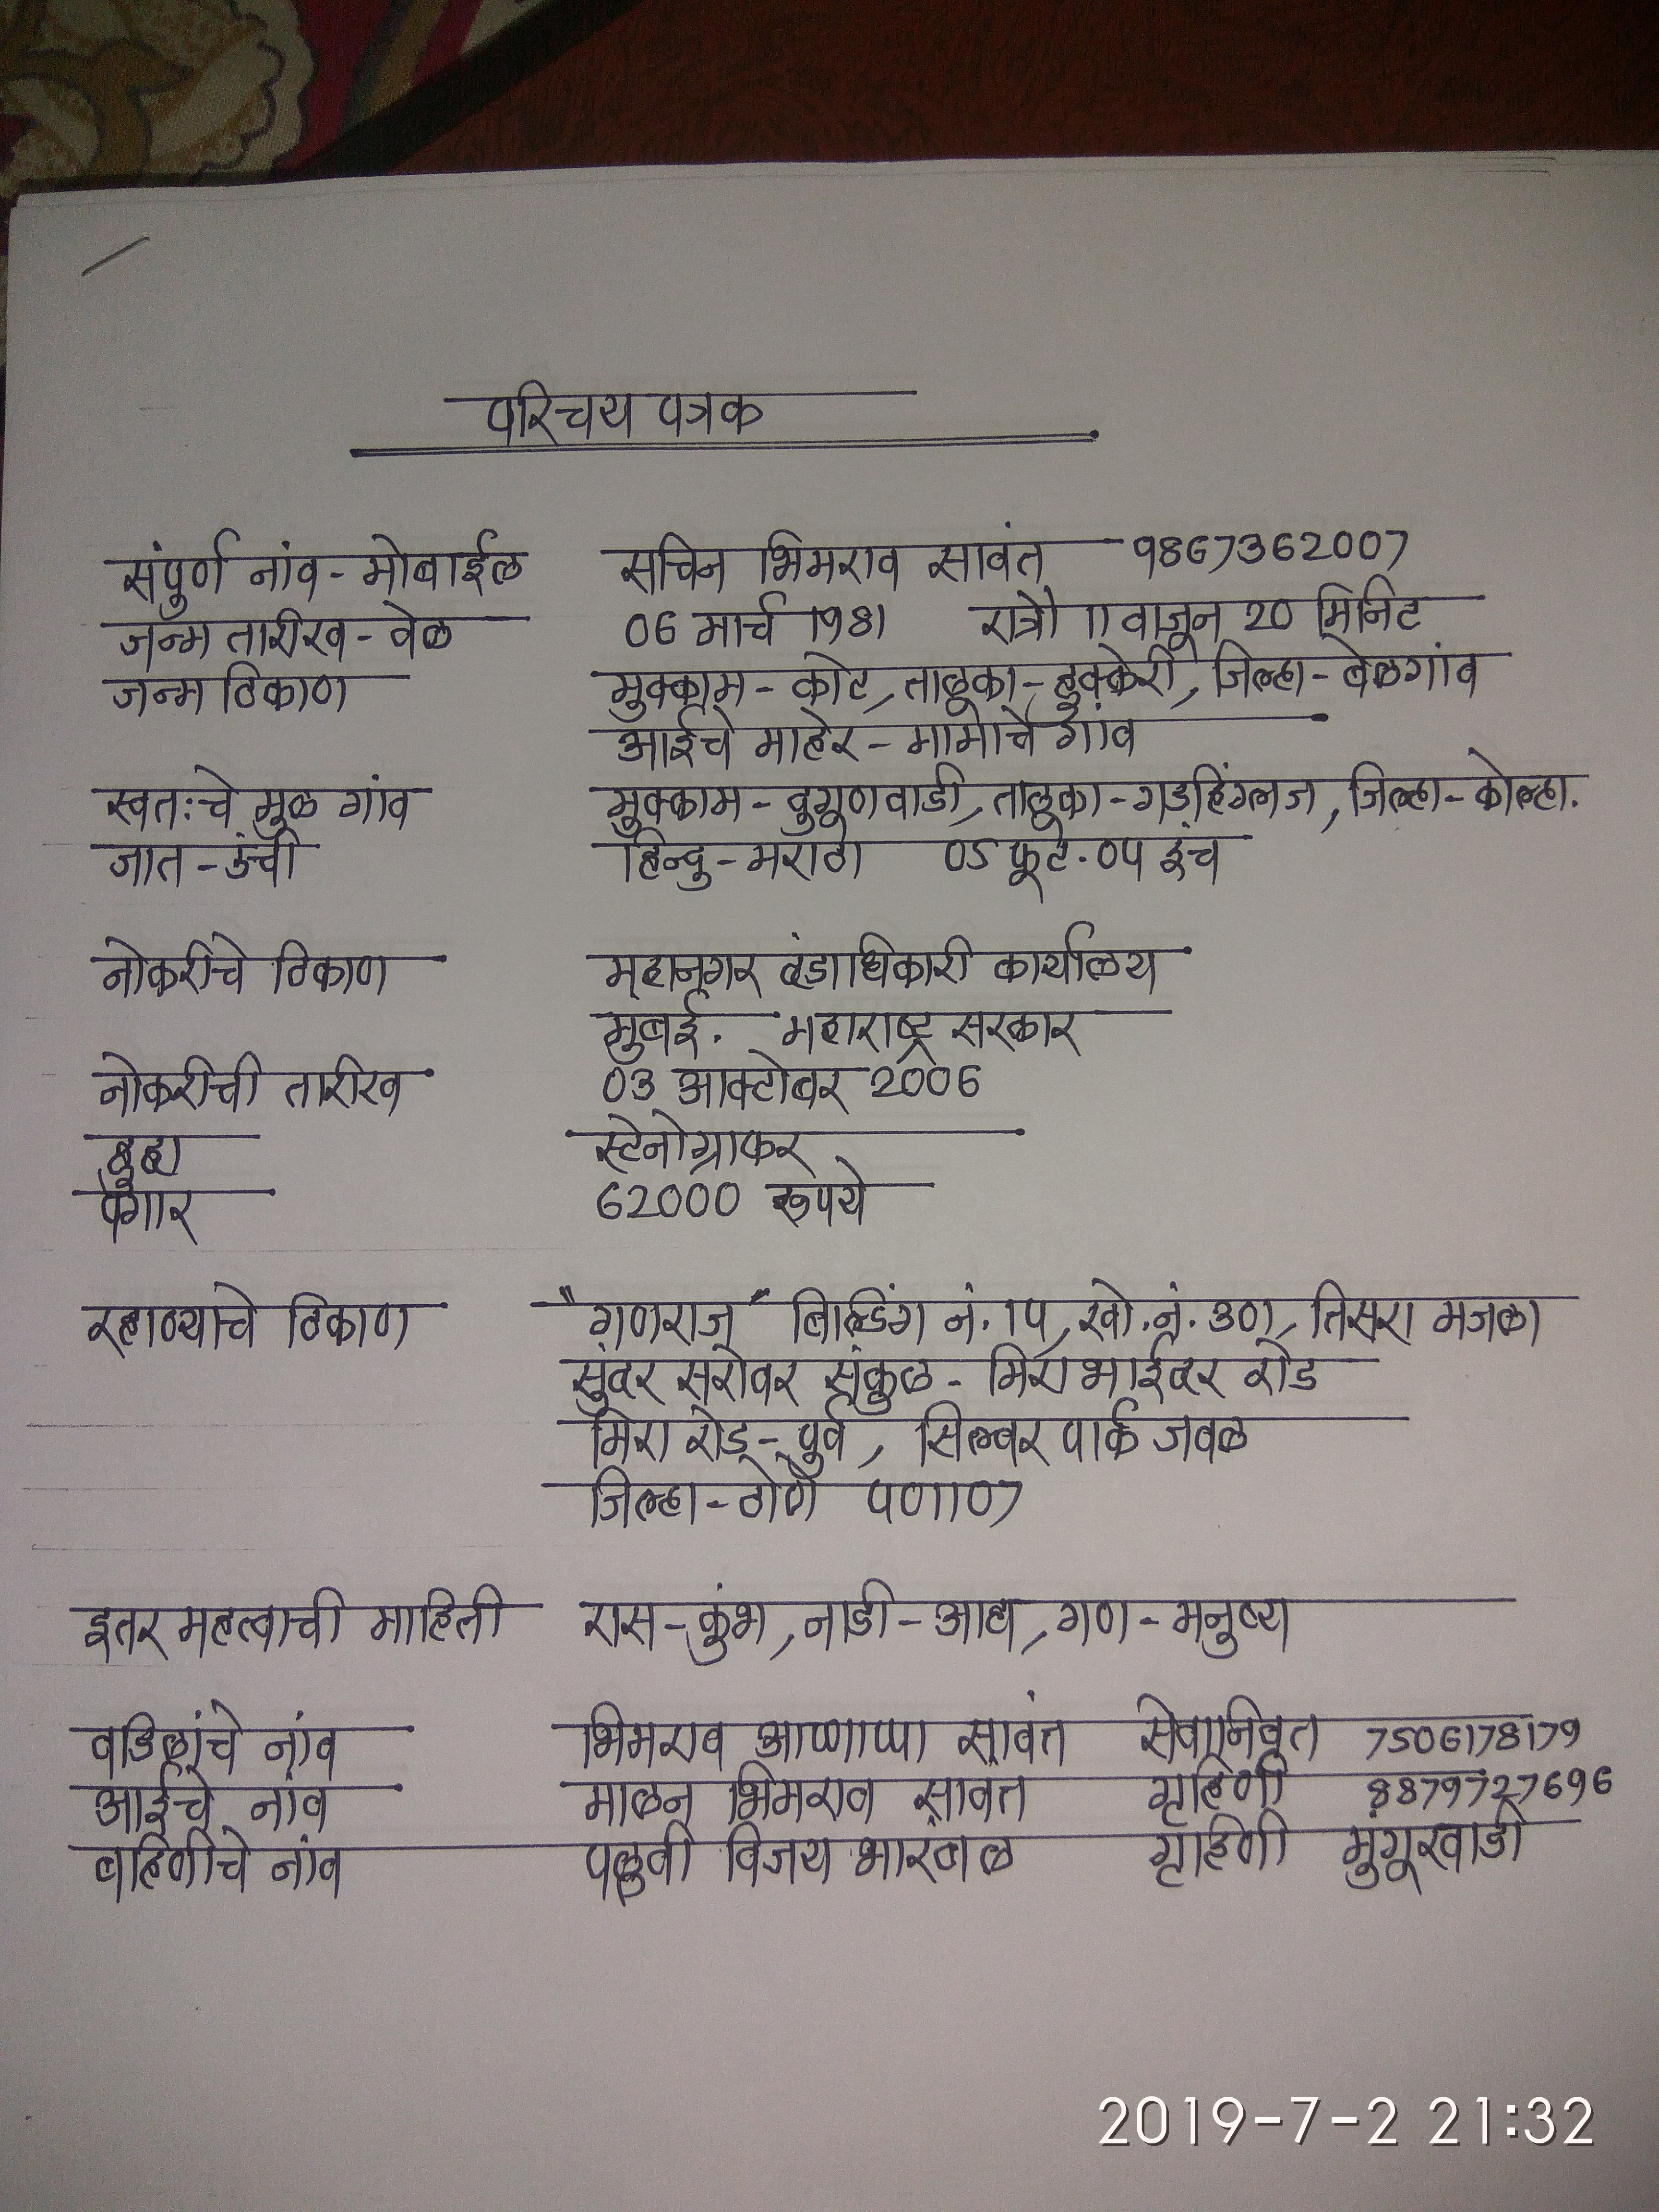 परिचय पत्रक
संपुर्ण नांव - मोबाईल सचिन भिमराव सावंत 9867362007
जन्म तारीख - वेळ 06 मार्च 1981 रात्रौ 11 वाजून 20 मिनिट
जन्म ठिकाण मुक्काम - कोट, तालूका - हुक्केरी, जिल्हा - बेळगांव
आईचे माहेर - मामाचे गांव
स्वतःचे मूळ गांव मुक्काम - वुगूणवाडी, तालूका - गडहिंग्लज, जिल्हा - कोल्हा.
जात - उंची हिन्दु - मराठा 05 फूट. 04 इंच
नोकरीचे ठिकाण महानगर दंडाधिकारी कार्यालय
मुंबई. महाराष्ट्र सरकार
नोकरीची तारीख 03 आक्टोबर 2006
हुद्दा स्टेनोग्राफर
पगार 62000 रुपये
रहाण्याचे ठिकाण "गणराज" बिल्डिंग नं. 14, खो. नं. 301, तिसरा मजला
सुंदर सरोवर संकुळ - मिरा भाईंदर रोड
मिरा रोड - पुर्व, सिल्वर पार्क जवळ
जिल्हा - ठाणे 401107
इतर महत्वाची माहिती रास - कुंभ, नाडी - आद्य, गण - मनुष्य
वडिलांचे नांव भिमराव आप्पाप्पा सावंत सेवानिवृत 7506178179
आईचे नांव मालन भिमराव सावंत गृहिणी 8879727696
बहिणीचे नांव पल्लवी विजय भारंबळ गृहिणी मुंगूरवाडी
2019-7-2 21:32